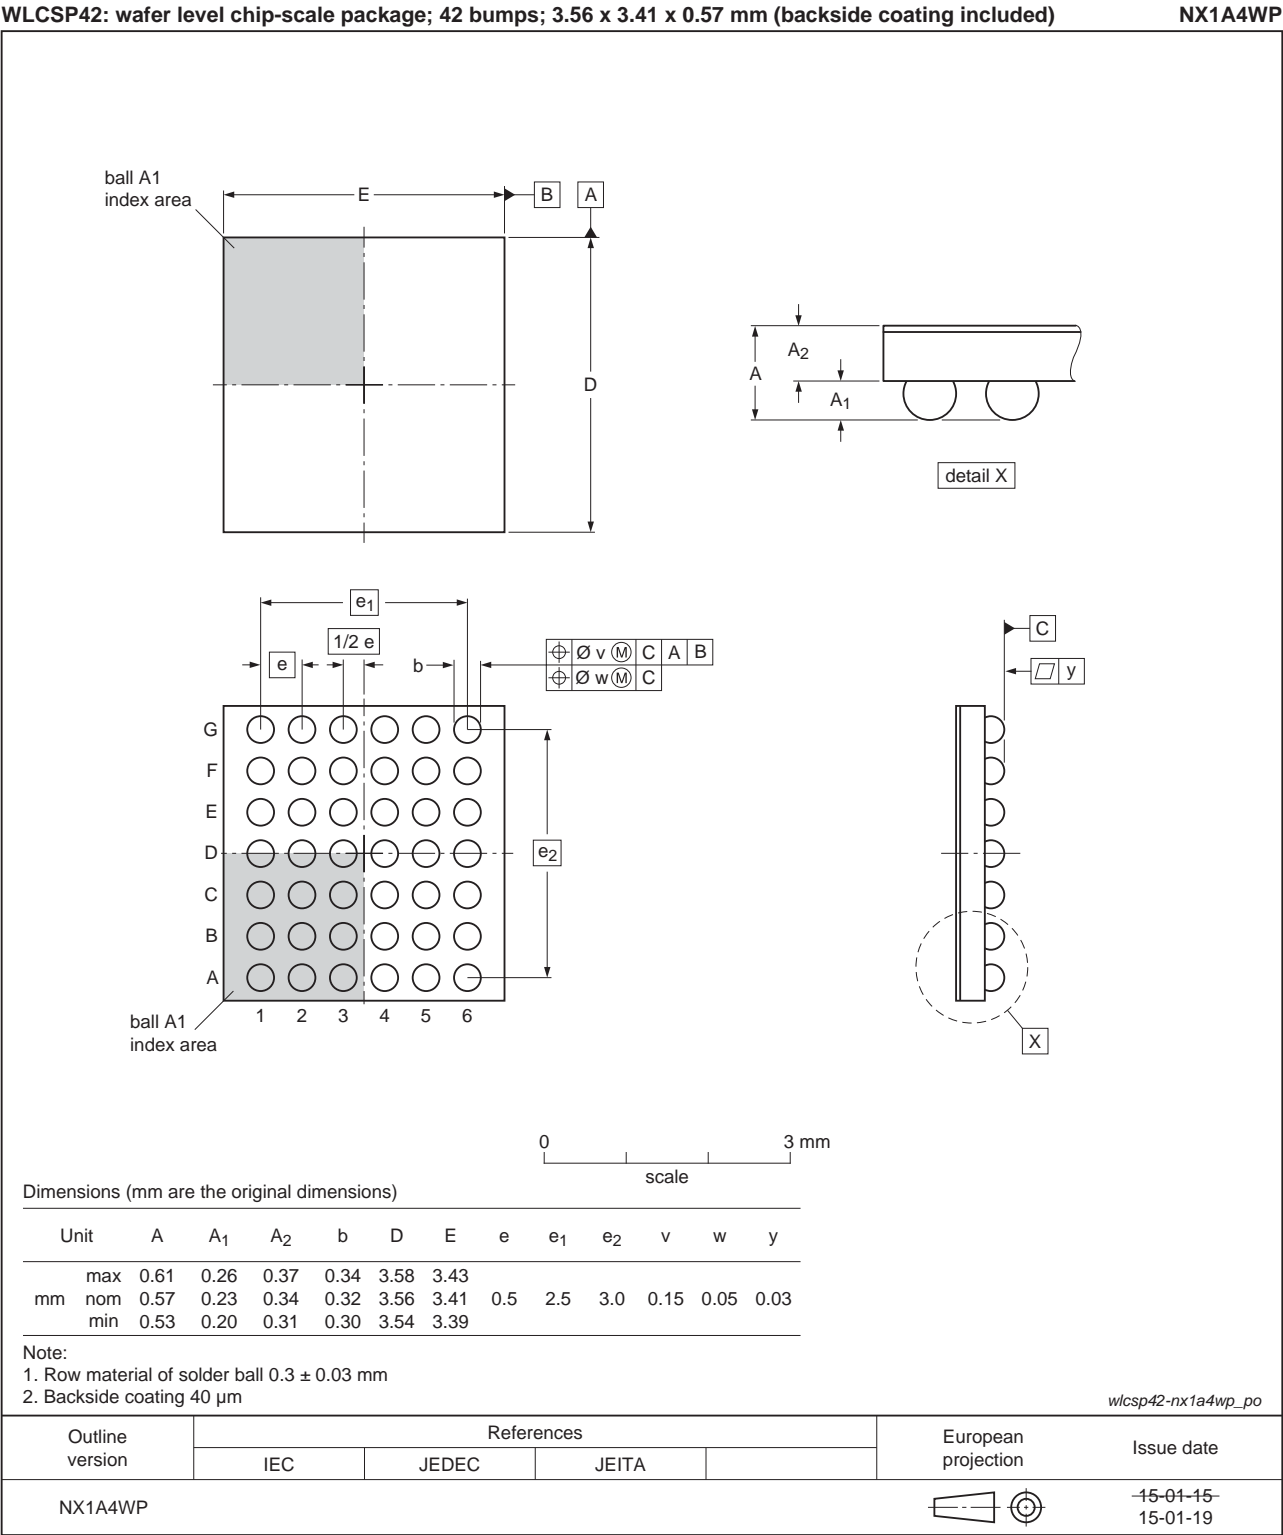 WLCSP42: wafer level chip-scale package; 42 bumps; 3.56 x 3.41 x 0.57 mm (backside coating included) NX1A4WP
ball A1
index area
E
B
A
D
A2
A
A1
detail X
e1
1/2 e
e
b
Ø v M C A B
Ø w M C
C
y
G
F
E
D
C
B
A
e2
1 2 3 4 5 6
ball A1
index area
X
0 3 mm
scale
Dimensions (mm are the original dimensions)
Unit A A1 A2 b D E e e1 e2 v w y
max 0.61 0.26 0.37 0.34 3.58 3.43
mm nom 0.57 0.23 0.34 0.32 3.56 3.41 0.5 2.5 3.0 0.15 0.05 0.03
min 0.53 0.20 0.31 0.30 3.54 3.39
Note:
1. Row material of solder ball 0.3 ± 0.03 mm
2. Backside coating 40 µm
wlcsp42-nx1a4wp_po
Outline
version
References
IEC JEDEC JEITA
European
projection
Issue date
NX1A4WP
15-01-15
15-01-19